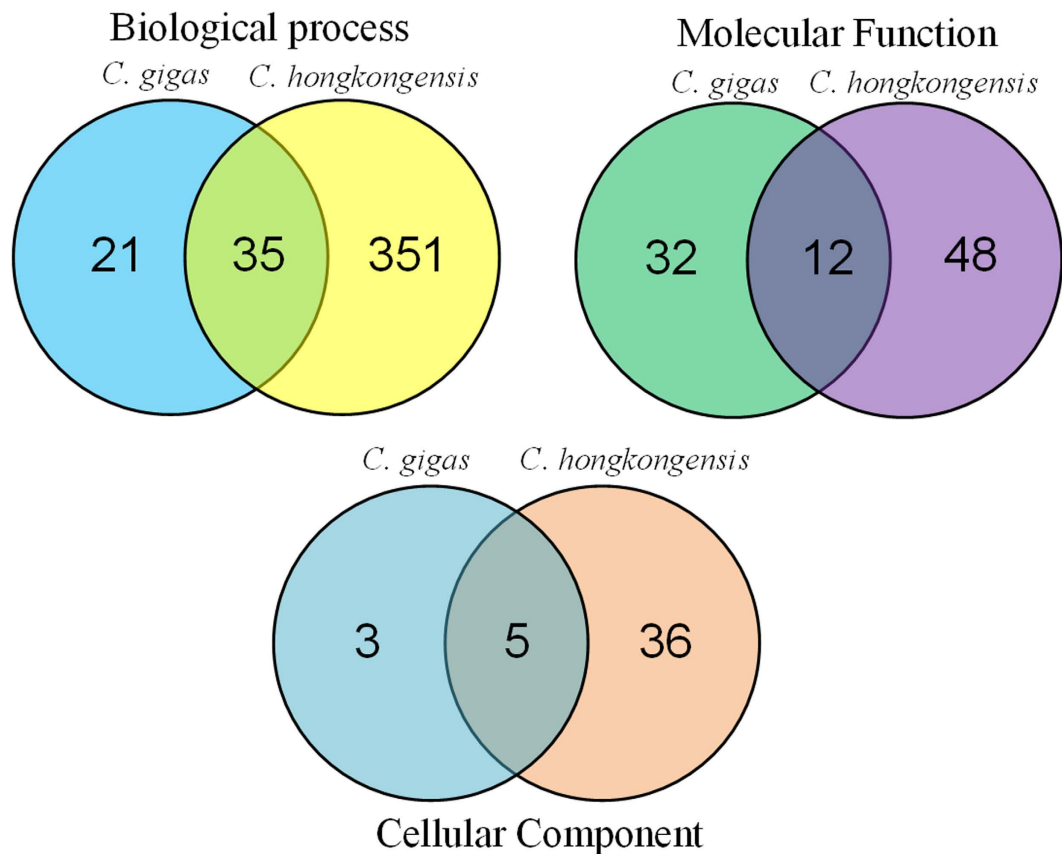 Biological process
C. gigas
C. hongkongensis
21
35
351
Molecular Function
C. gigas
C. hongkongensis
32
12
48
C. gigas
C. hongkongensis
3
5
36
Cellular Component